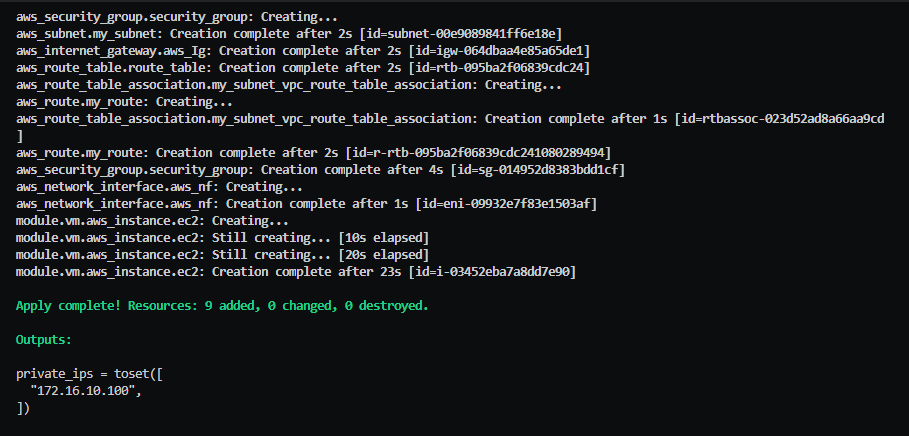 aws_security_group.security_group: Creating...
aws_subnet.my_subnet: Creation complete after 2s [id=subnet-00e9089841ff6e18e]
aws_internet_gateway.aws_Ig: Creation complete after 2s [id=igw-064dbaa4e85a65de1]
aws_route_table.route_table: Creation complete after 2s [id=rtb-095ba2f06839cdc24]
aws_route_table_association.my_subnet_vpc_route_table_association: Creating...
aws_route.my_route: Creating...
aws_route_table_association.my_subnet_vpc_route_table_association: Creation complete after 1s [id=rtbassoc-023d52ad8a66aa9cd
]
aws_route.my_route: Creation complete after 2s [id=r-rtb-095ba2f06839cdc241080289494]
aws_security_group.security_group: Creation complete after 4s [id=sg-014952d8383bdd1cf]
aws_network_interface.aws_nf: Creating...
aws_network_interface.aws_nf: Creation complete after 1s [id=eni-09932e7f83e1503af]
module.vm.aws_instance.ec2: Creating...
module.vm.aws_instance.ec2: Still creating... [10s elapsed]
module.vm.aws_instance.ec2: Still creating... [20s elapsed]
module.vm.aws_instance.ec2: Creation complete after 23s [id=i-03452eba7a8dd7e90]
Apply complete! Resources: 9 added, 0 changed, 0 destroyed.
Outputs:
private_ips = toset([
  "172.16.10.100",
])